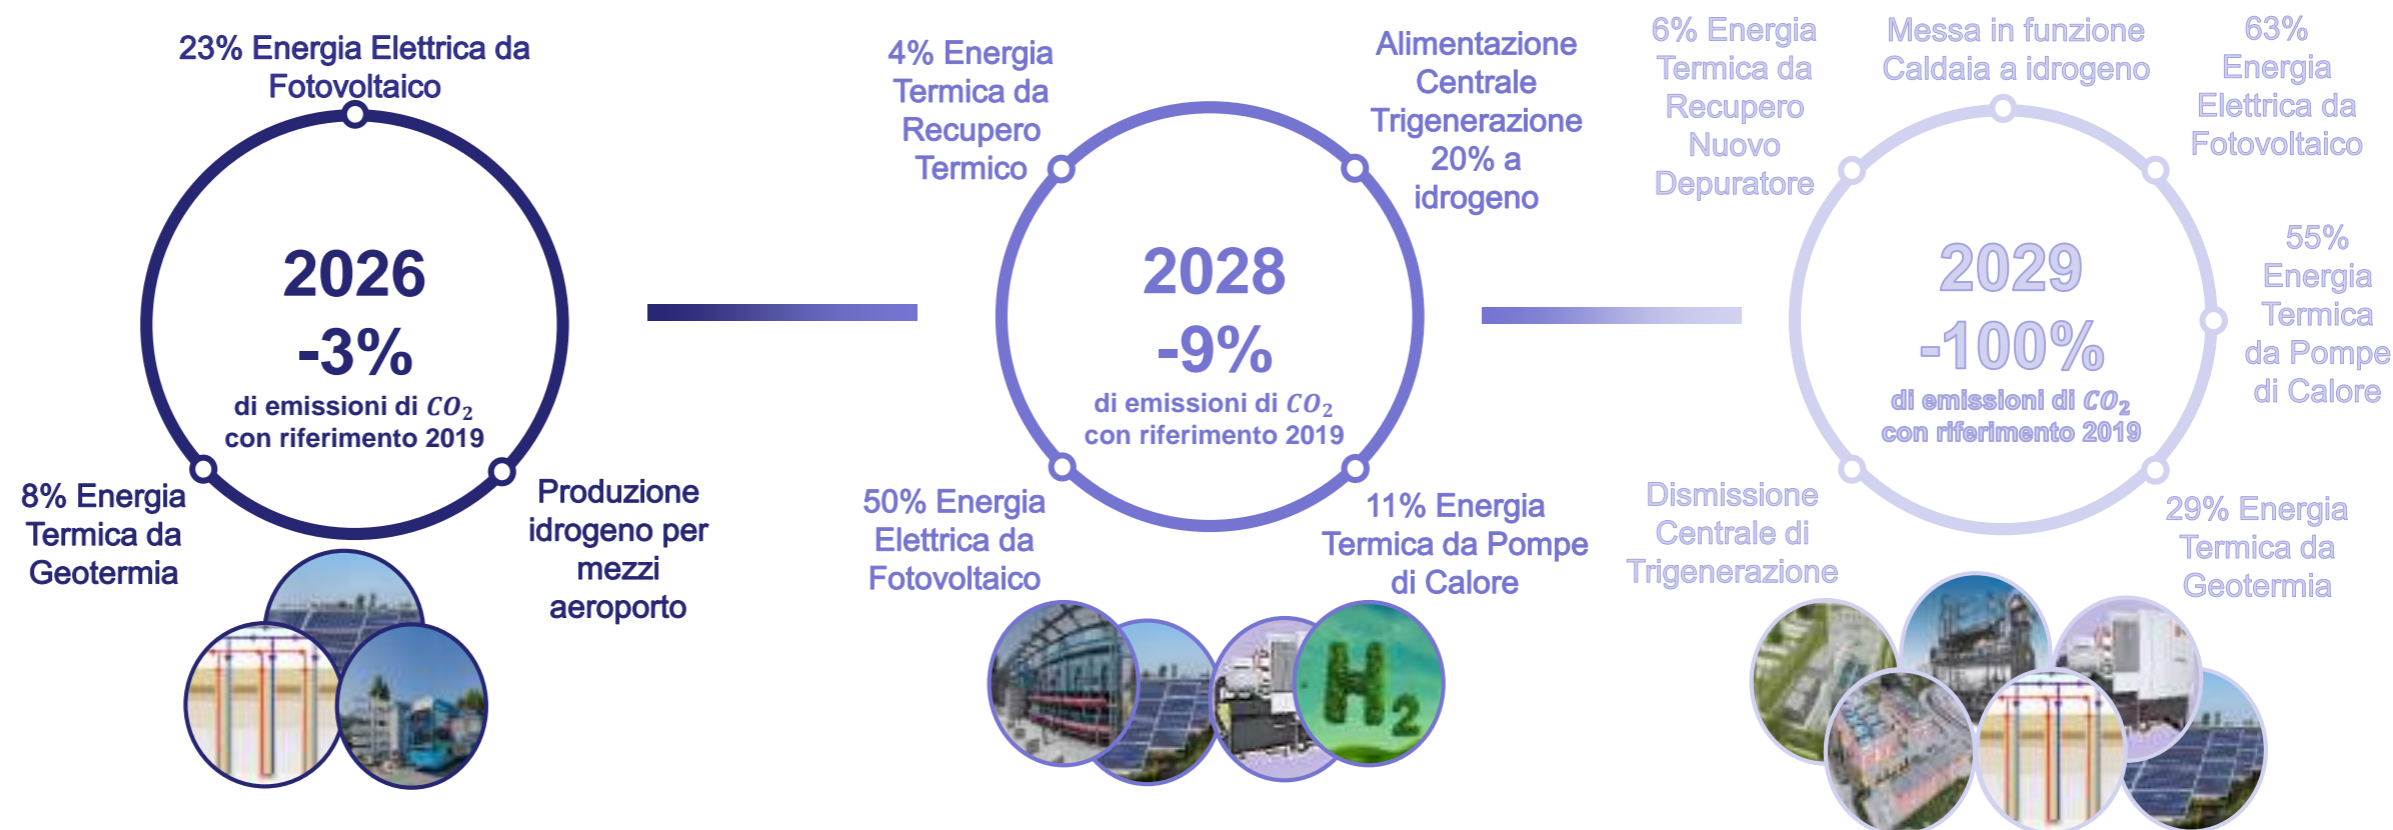 23% Energia Elettrica da
Fotovoltaico
2026
-3%
di emissioni di CO₂
con riferimento 2019
8% Energia
Termica da
Geotermia
Produzione
idrogeno per
mezzi
aeroporto
4% Energia
Termica da
Recupero
Termico
Alimentazione
Centrale
Trigenerazione
20% a
idrogeno
2028
-9%
di emissioni di CO₂
con riferimento 2019
50% Energia
Elettrica da
Fotovoltaico
11% Energia
Termica da Pompe
di Calore
H₂
6% Energia
Termica da
Recupero
Nuovo
Depuratore
Messa in funzione
Caldaia a idrogeno
63%
Energia
Elettrica da
Fotovoltaico
2029
-100%
di emissioni di CO₂
con riferimento 2019
55%
Energia
Termica
da Pompe
di Calore
Dismissione
Centrale di
Trigenerazione
29% Energia
Termica da
Geotermia